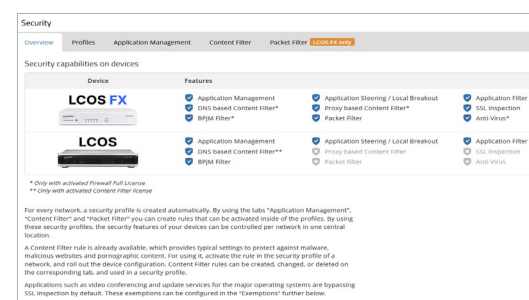 Security
Overview Profiles Application Management Content Filter Packet Filter LCOS FX only
Security capabilities on devices
Device Features
LCOS FX
Application Management Application Steering / Local Breakout Application Filter
DNS based Content Filter* Proxy based Content Filter* SSL Inspection
BPjM Filter* Packet Filter Anti-Virus*
LCOS
Application Management Application Steering / Local Breakout Application Filter
DNS based Content Filter** Proxy based Content Filter SSL Inspection
BPjM Filter Packet Filter Anti-Virus
* Only with activated Firewall Full License
** Only with activated Content Filter license
For every network, a security profile is created automatically. By using the tabs "Application Management",
"Content Filter" and "Packet Filter" you can create rules that can be activated inside of the profiles. By using
these profiles, the security features of your devices can be controlled per network in one central
location.
A Content Filter rule is already available, which provides typical settings to protect against malware,
malicious websites and pornographic content. For using it, activate the rule in the security profile of a
network, and roll out the device configuration. Content Filter rules can be created, changed, or deleted on
the corresponding tab, and used in a security profile.
Applications such as video conferencing and update services for the major operating systems are bypassing
SSL inspection by default. These exemptions can be configured in the "Exemptions" further below.